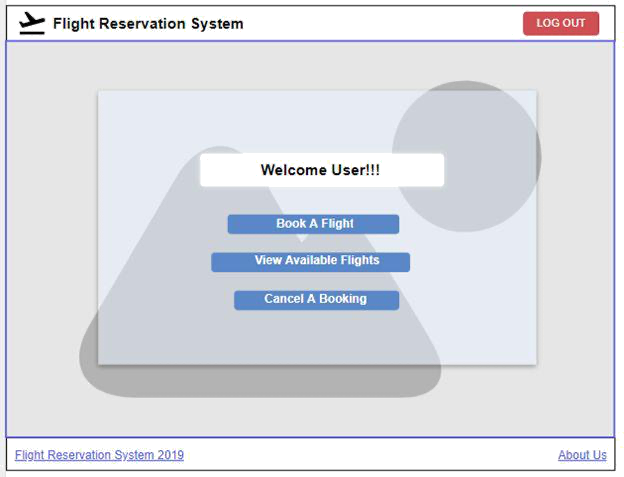 Flight Reservation System
LOG OUT
Welcome User!!!
Book A Flight
View Available Flights
Cancel A Booking
Flight Reservation System 2019
About Us